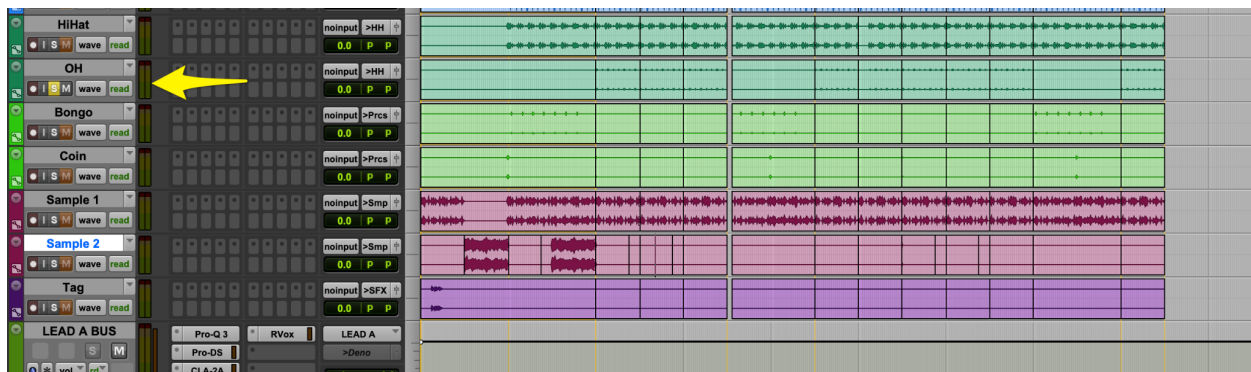 HiHat
noinput >HH
I S M wave read
0.0 P P
OH
noinput >HH
I S M wave read
0.0 P P
Bongo
noinput >Prcs
I S M wave read
0.0 P P
Coin
noinput >Prcs
I S M wave read
0.0 P P
Sample 1
noinput >Smp
I S M wave read
0.0 P P
Sample 2
noinput >Smp
I S M wave read
0.0 P P
Tag
noinput >SFX
I S M wave read
0.0 P P
LEAD A BUS
Pro-Q 3 RVox LEAD A
S M Pro-DS >Deno
vol rd CLA-2A